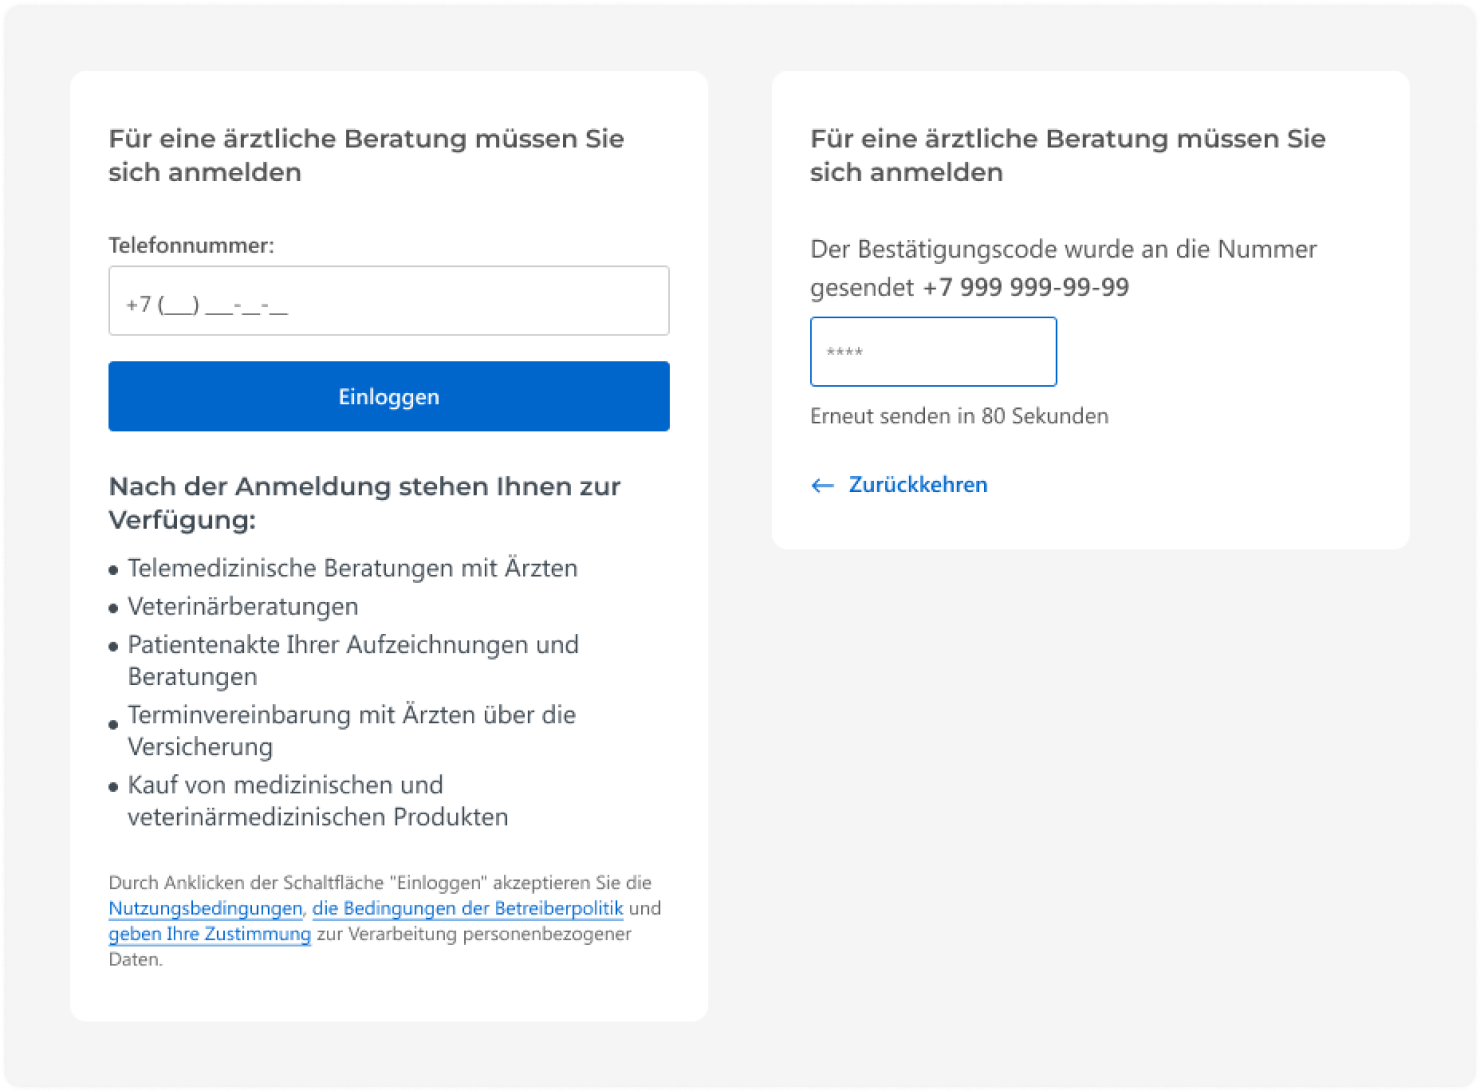 Für eine ärztliche Beratung müssen Sie
sich anmelden
Telefonnummer:
+7 (___) ___-__-__
Einloggen
Nach der Anmeldung stehen Ihnen zur
Verfügung:
• Telemedizinische Beratungen mit Ärzten
• Veterinärberatungen
• Patientenakte Ihrer Aufzeichnungen und
Beratungen
• Terminvereinbarung mit Ärzten über die
Versicherung
• Kauf von medizinischen und
veterinärmedizinischen Produkten
Durch Anklicken der Schaltfläche "Einloggen" akzeptieren Sie die
Nutzungsbedingungen, die Bedingungen der Betreiberpolitik und
geben Ihre Zustimmung zur Verarbeitung personenbezogener
Daten.
Für eine ärztliche Beratung müssen Sie
sich anmelden
Der Bestätigungscode wurde an die Nummer
gesendet +7 999 999-99-99
****
Erneut senden in 80 Sekunden
← Zurückkehren